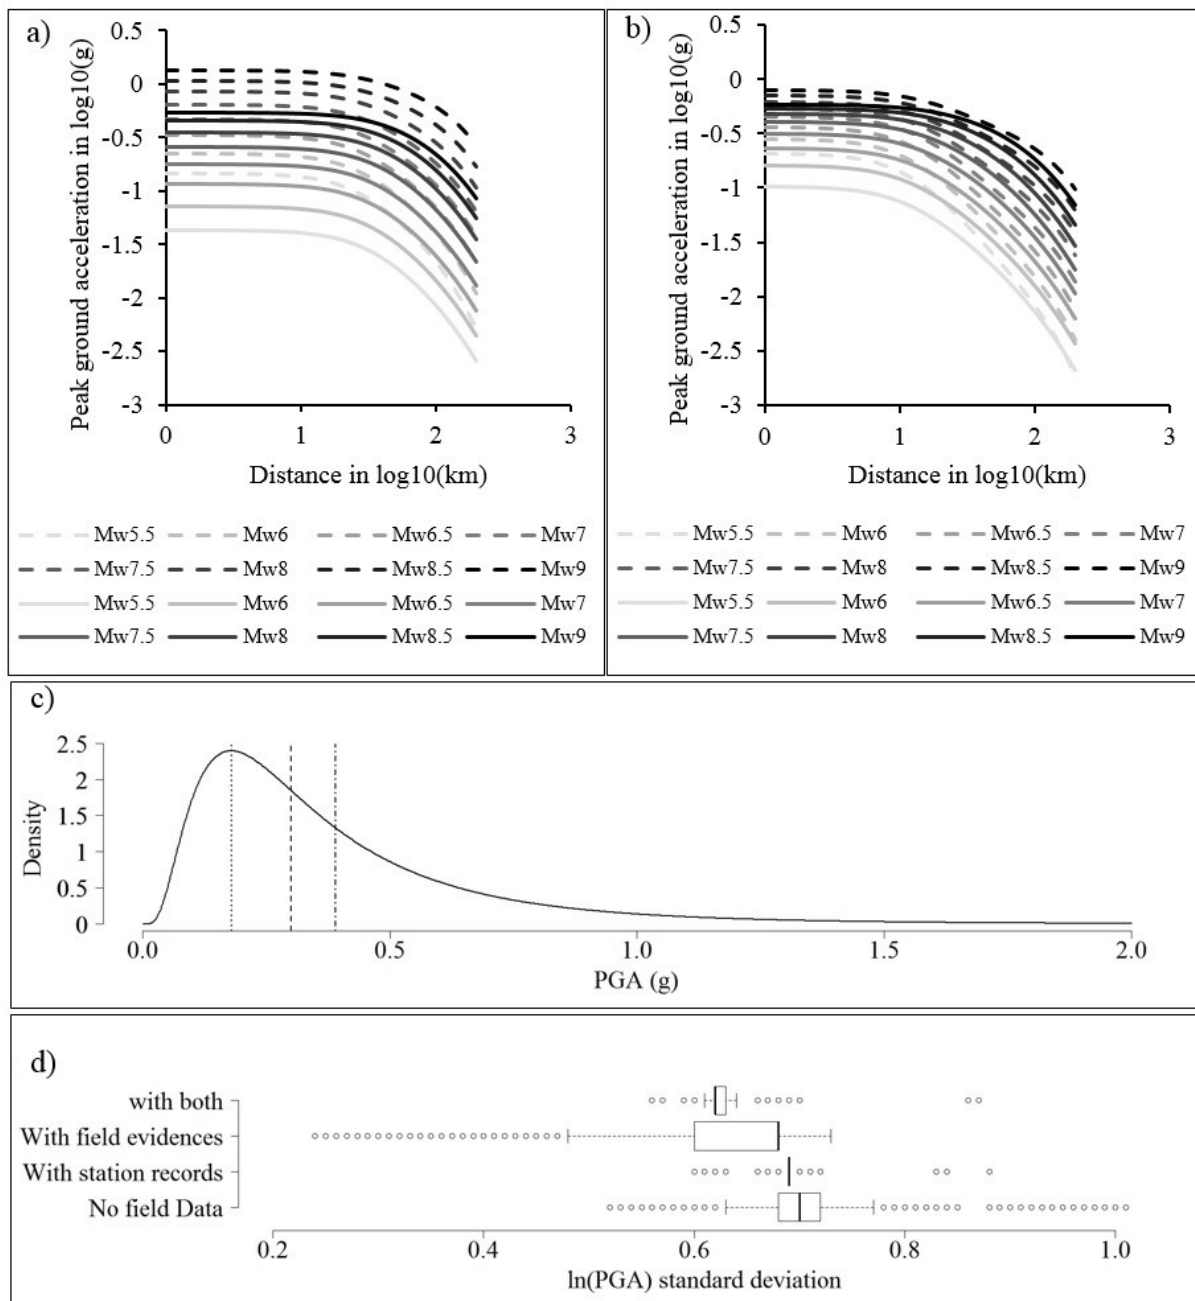 a)
Peak ground acceleration in log10(g)
0.5
0
-0.5
-1
-1.5
-2
-2.5
-3
0 1 2 3
Distance in log10(km)
Mw5.5 Mw6 Mw6.5 Mw7
Mw7.5 Mw8 Mw8.5 Mw9
Mw5.5 Mw6 Mw6.5 Mw7
Mw7.5 Mw8 Mw8.5 Mw9
b)
Peak ground acceleration in log10(g)
0.5
0
-0.5
-1
-1.5
-2
-2.5
-3
0 1 2 3
Distance in log10(km)
Mw5.5 Mw6 Mw6.5 Mw7
Mw7.5 Mw8 Mw8.5 Mw9
Mw5.5 Mw6 Mw6.5 Mw7
Mw7.5 Mw8 Mw8.5 Mw9
c)
Density
2.5
2
1.5
1
0.5
0
0.0 0.5 1.0 1.5 2.0
PGA (g)
d)
with both
With field evidences
With station records
No field Data
0.2 0.4 0.6 0.8 1.0
ln(PGA) standard deviation